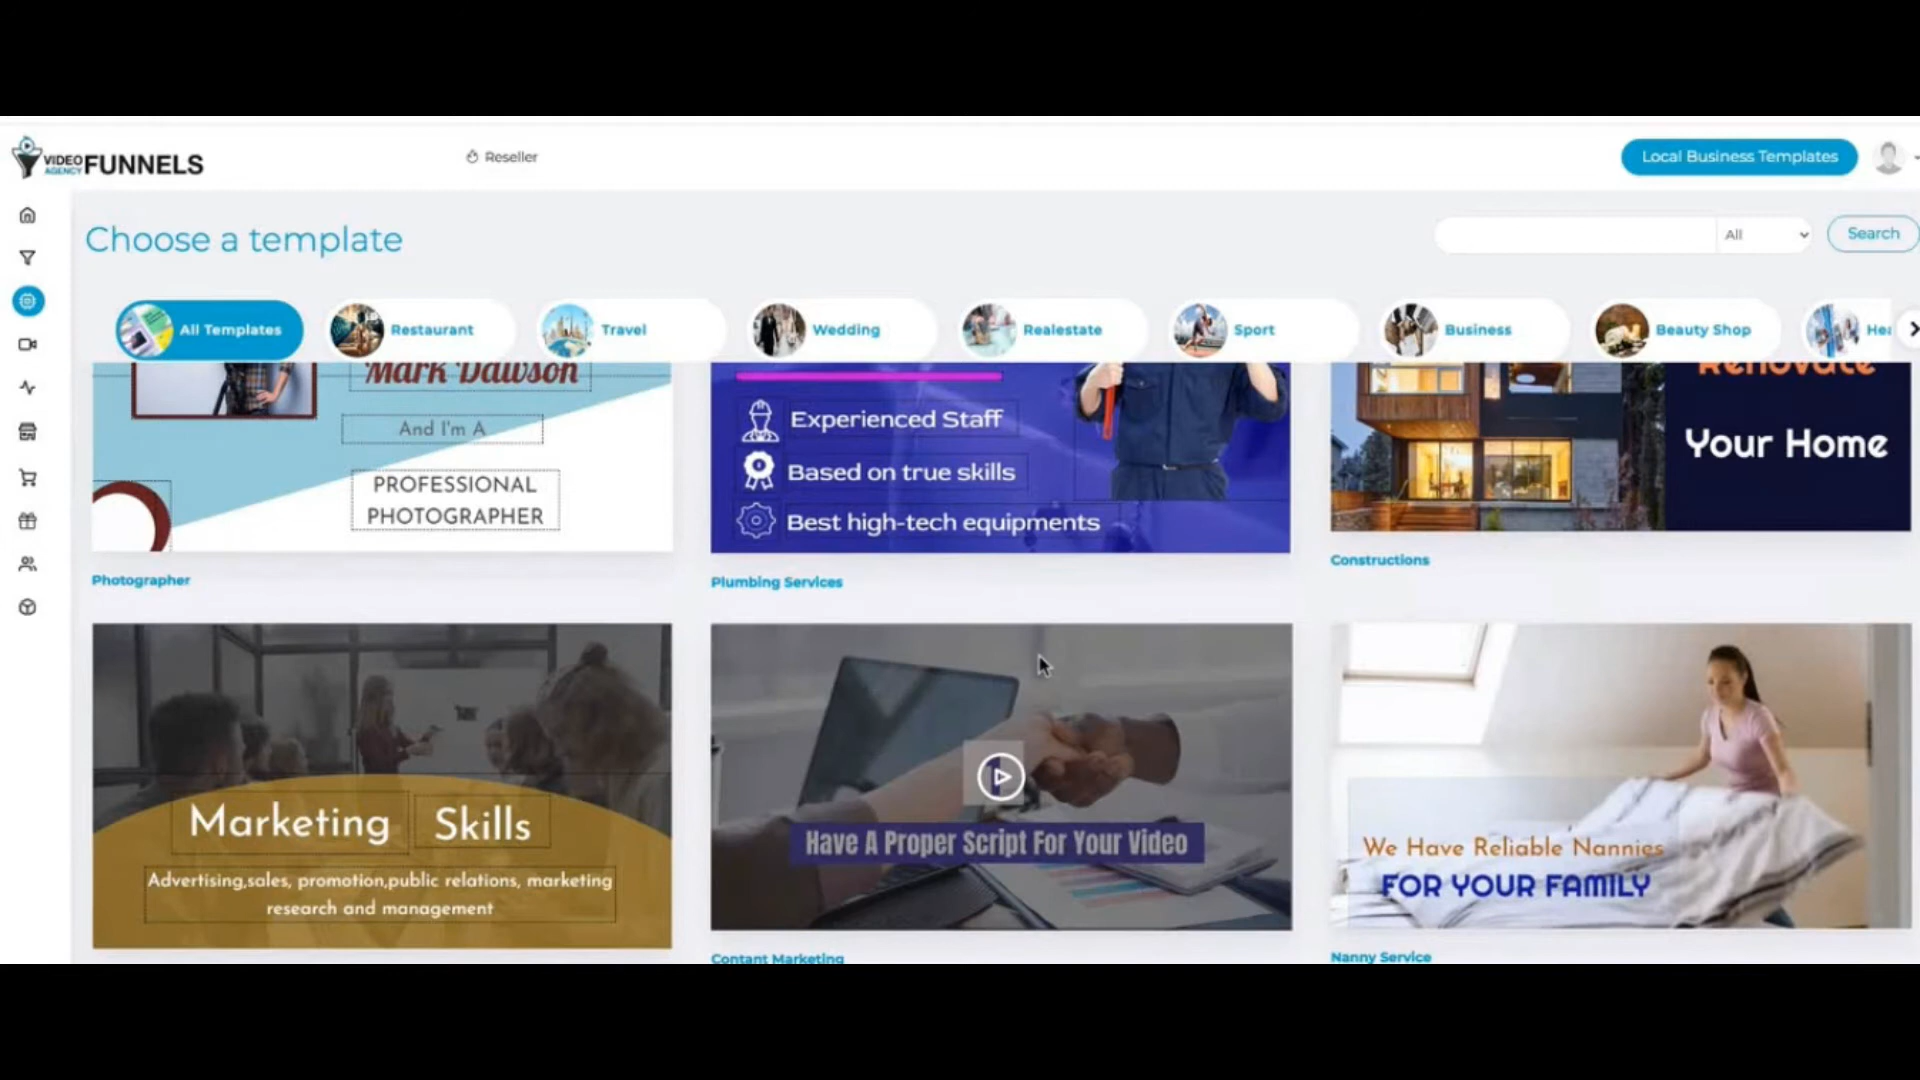 VIDEO
AGENCY
FUNNELS
Reseller
Local Business Templates
Choose a template
All
Search
All Templates
Restaurant
Travel
Wedding
Realestate
Sport
Business
Beauty Shop
Hea
Mark Dawson
And I'm A
PROFESSIONAL
PHOTOGRAPHER
Photographer
Experienced Staff
Based on true skills
Best high-tech equipments
Plumbing Services
Renovate
Your Home
Constructions
Marketing Skills
Advertising,sales, promotion,public relations, marketing
research and management
Have A Proper Script For Your Video
Contant Marketing
We Have Reliable Nannies
FOR YOUR FAMILY
Nanny Service